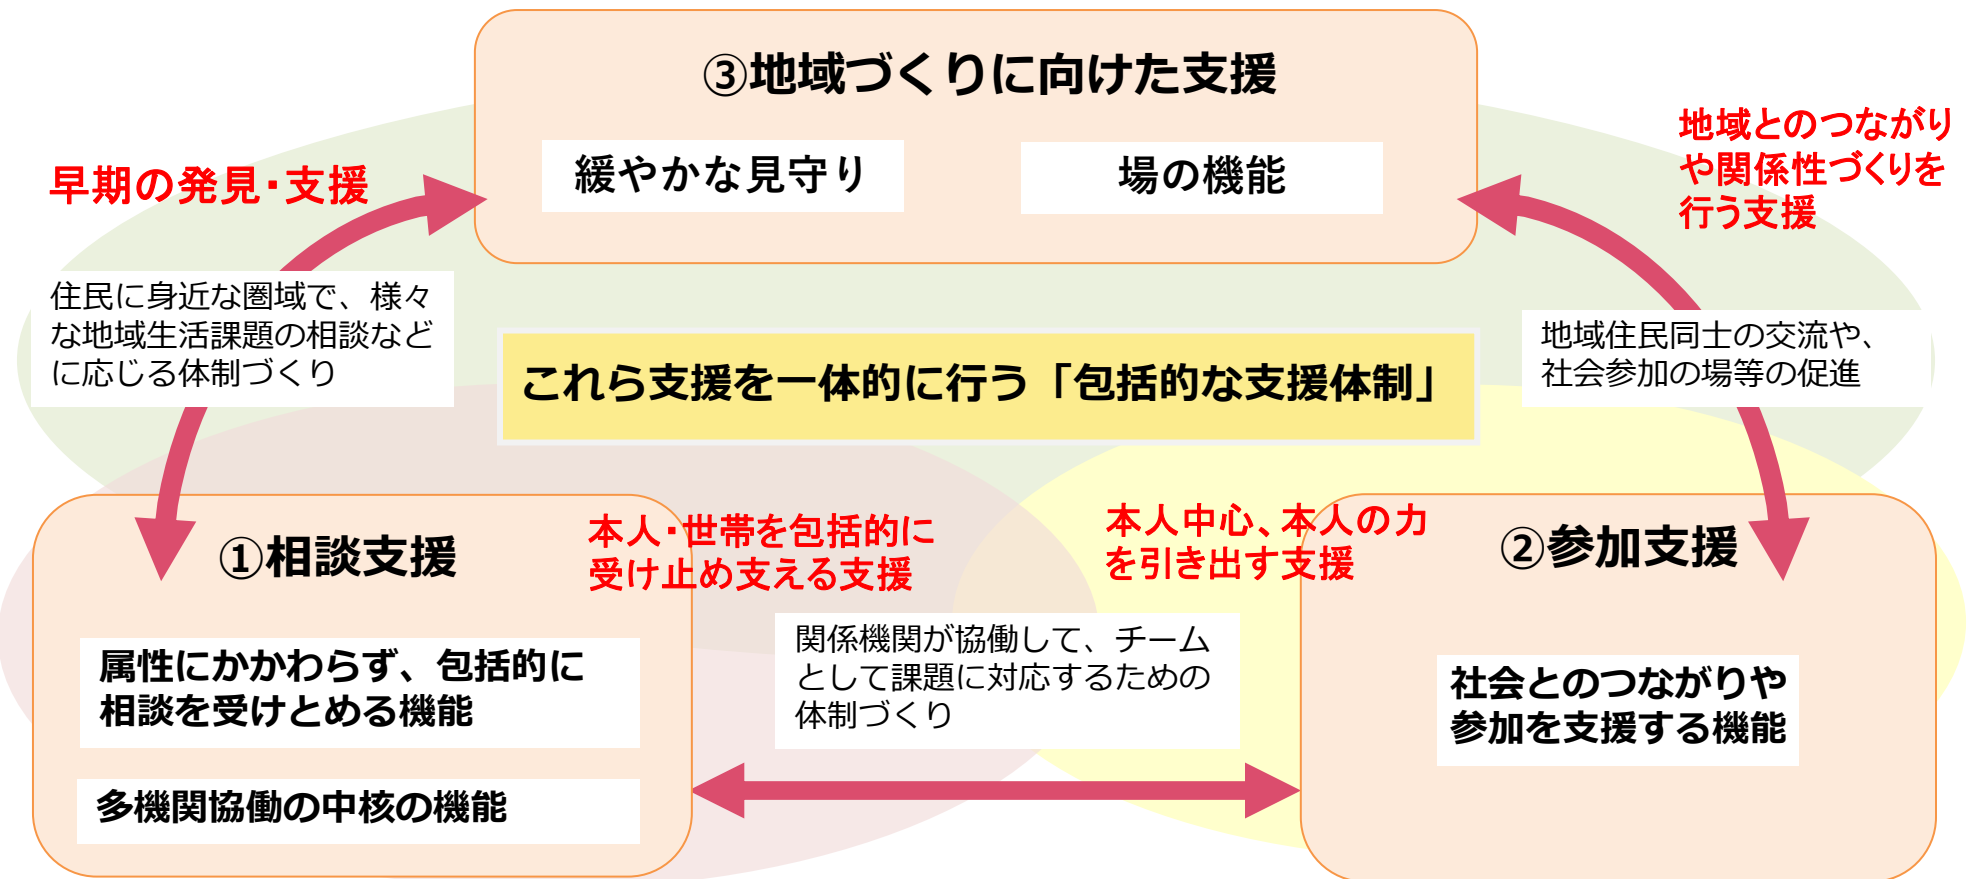 ③地域づくりに向けた支援
緩やかな見守り
場の機能
早期の発見・支援
地域とのつながり
や関係性づくりを
行う支援
住民に身近な圏域で、様々
な地域生活課題の相談など
に応じる体制づくり
これら支援を一体的に行う「包括的な支援体制」
地域住民同士の交流や、
社会参加の場等の促進
①相談支援
本人・世帯を包括的に
受け止め支える支援
属性にかかわらず、包括的に
相談を受けとめる機能
多機関協働の中核の機能
関係機関が協働して、チーム
として課題に対応するための
体制づくり
本人中心、本人の力
を引き出す支援
②参加支援
社会とのつながりや
参加を支援する機能